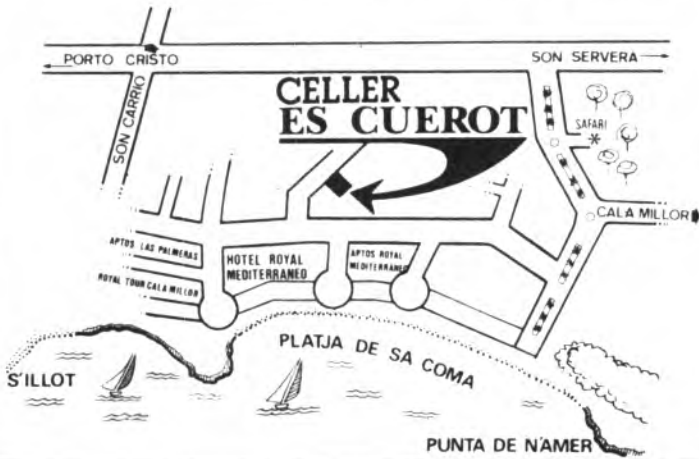 PORTO CRISTO
SON SERVERA
SON CARRIO
CELLER
ES CUEROT
SAFARI
CALA MILLOR
APTOS LAS PALMERAS
HOTEL ROYAL
MEDITERRANEO
APTOS ROYAL
MEDITERRANEO
ROYAL TOUR CALA MILLOR
PLATJA DE SA COMA
S'ILLOT
PUNTA DE N'AMER